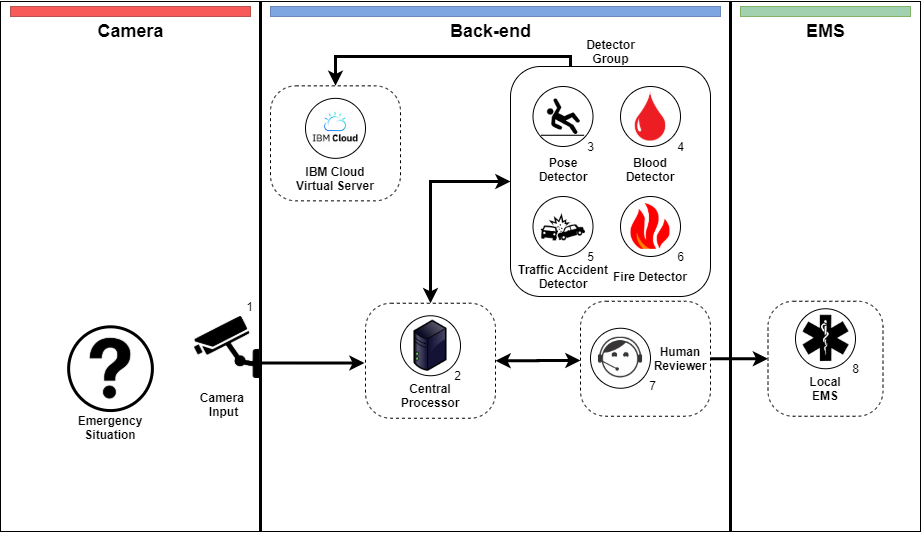 Camera
Back-end
EMS
Detector
Group
IBM Cloud
IBM Cloud
Virtual Server
3
Pose
Detector
4
Blood
Detector
5
Traffic Accident
Detector
6
Fire Detector
1
Camera
Input
Emergency
Situation
2
Central
Processor
Human
Reviewer
7
8
Local
EMS